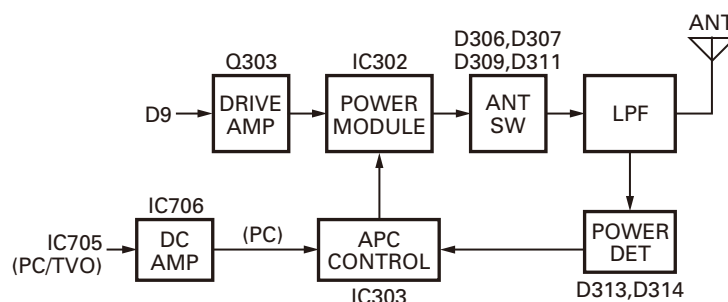 ANT
D306,D307
D309,D311
Q303
IC302
D9
DRIVE
AMP
POWER
MODULE
ANT
SW
LPF
IC706
IC705
(PC/TVO)
DC
AMP
(PC)
APC
CONTROL
IC303
POWER
DET
D313,D314